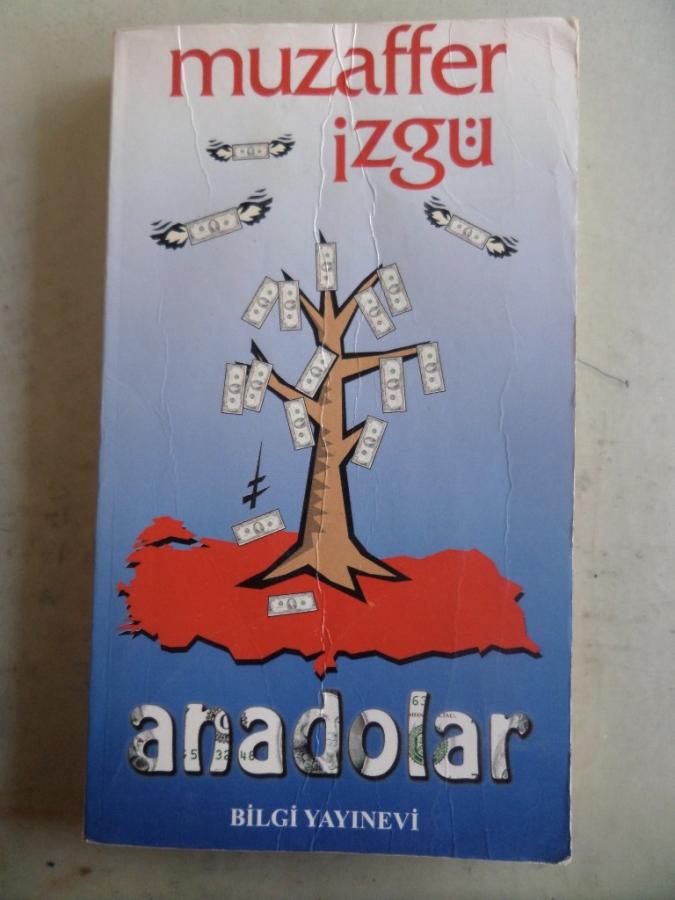 muzaffer
izgü
anadolar
BİLGİ YAYINEVİ